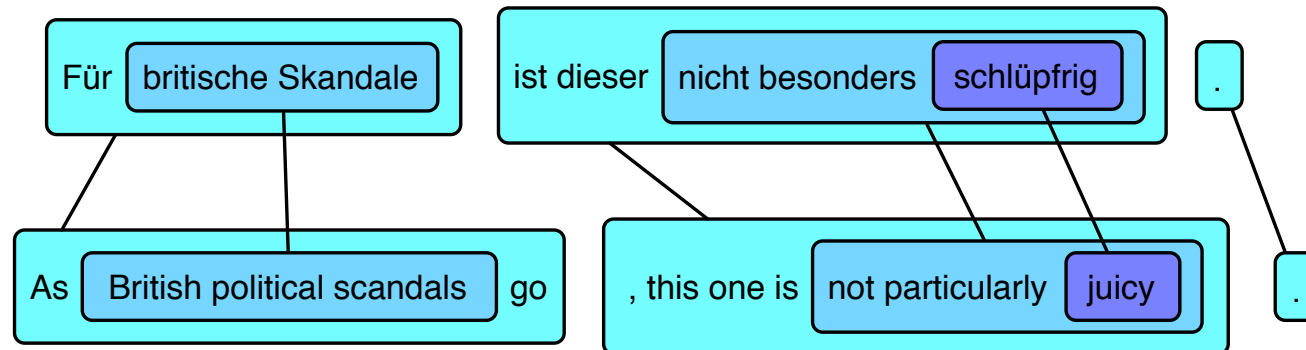 Für britische Skandale ist dieser nicht besonders schlüpfrig .
As British political scandals go , this one is not particularly juicy .